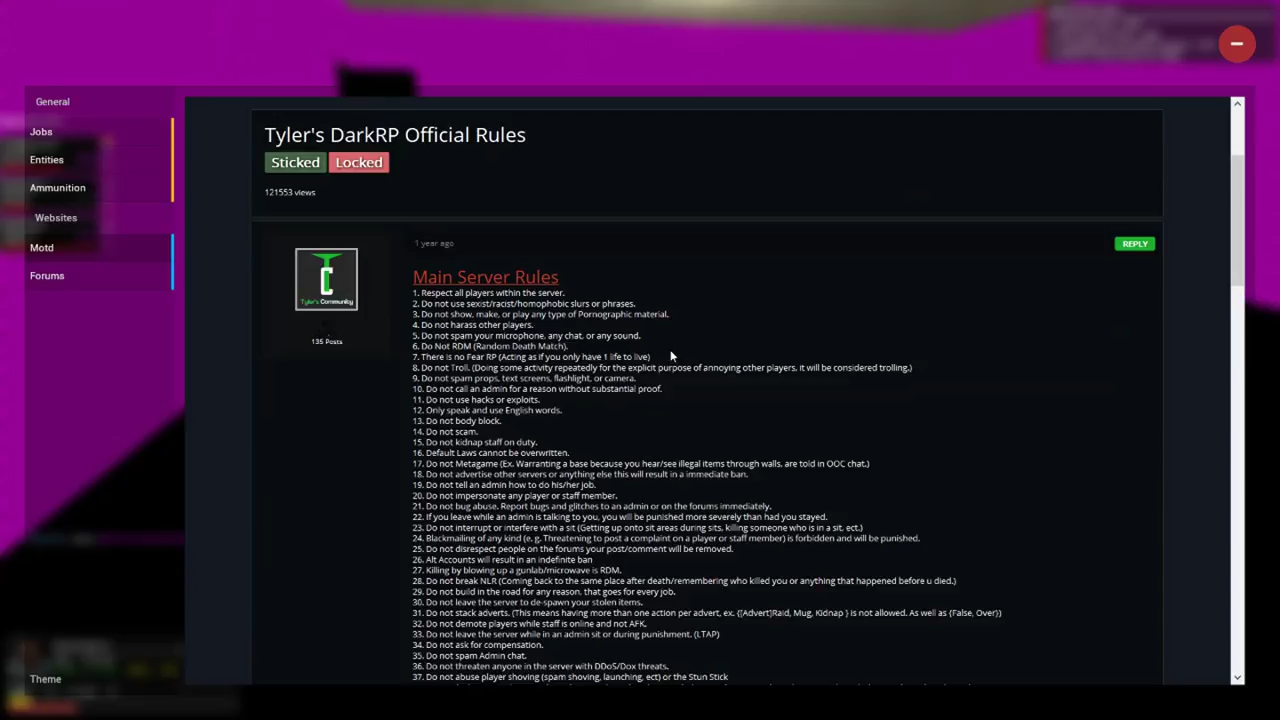 General
Jobs
Entities
Ammunition
Websites
Motd
Forums
Theme
Tyler's DarkRP Official Rules
Sticked Locked
121553 views
Tyler's Community
135 Posts
1 year ago
REPLY
Main Server Rules
1. Respect all players within the server.
2. Do not use sexist/racist/homophobic slurs or phrases.
3. Do not show, make, or play any type of Pornographic material.
4. Do not harass other players.
5. Do not spam your microphone, any chat, or any sound.
6. Do Not RDM (Random Death Match).
7. There is no Fear RP (Acting as if you only have 1 life to live)
8. Do not Troll. (Doing some activity repeatedly for the explicit purpose of annoying other players, it will be considered trolling.)
9. Do not spam props, text screens, flashlight, or camera.
10. Do not call an admin for a reason without substantial proof.
11. Do not use hacks or exploits.
12. Only speak and use English words.
13. Do not body block.
14. Do not scam.
15. Do not kidnap staff on duty.
16. Default Laws cannot be overwritten.
17. Do not Metagame (Ex. Warranting a base because you hear/see illegal items through walls, are told in OOC chat.)
18. Do not advertise other servers or anything else this will result in a immediate ban.
19. Do not tell an admin how to do his/her job.
20. Do not impersonate any player or staff member.
21. Do not bug abuse. Report bugs and glitches to an admin or on the forums immediately.
22. If you leave while an admin is talking to you, you will be punished more severely than had you stayed.
23. Do not interrupt or interfere with a sit (Getting up onto sit areas during sits, killing someone who is in a sit, ect.)
24. Blackmailing of any kind (e. g. Threatening to post a complaint on a player or staff member) is forbidden and will be punished.
25. Do not disrespect people on the forums your post/comment will be removed.
26. Alt Accounts will result in an indefinite ban
27. Killing by blowing up a gunlab/microwave is RDM.
28. Do not break NLR (Coming back to the same place after death/remembering who killed you or anything that happened before u died.)
29. Do not build in the road for any reason, that goes for every job.
30. Do not leave the server to de-spawn your stolen items.
31. Do not stack adverts. (This means having more than one action per advert, ex. {[Advert]Raid, Mug, Kidnap } is not allowed. As well as {False, Over})
32. Do not demote players while staff is online and not AFK.
33. Do not leave the server while in an admin sit or during punishment. (LTAP)
34. Do not ask for compensation.
35. Do not spam Admin chat.
36. Do not threaten anyone in the server with DDoS/Dox threats.
37. Do not abuse player shoving (spam shoving, launching, ect) or the Stun Stick